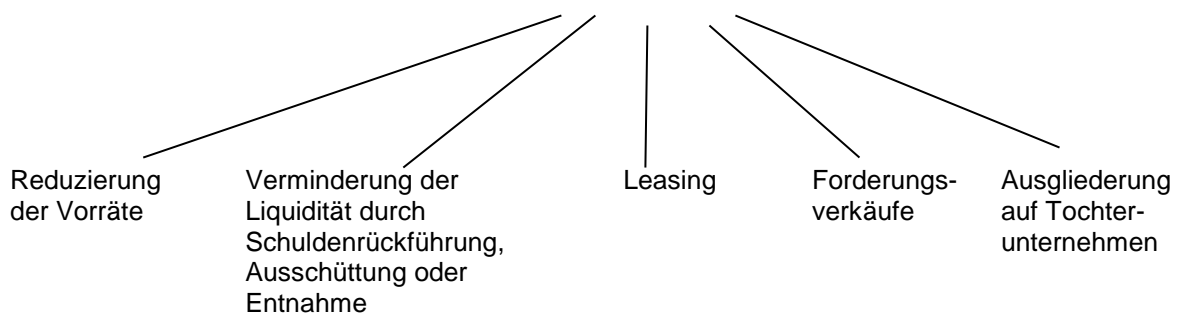 Reduzierung
der Vorräte
Verminderung der
Liquidität durch
Schuldenrückführung,
Ausschüttung oder
Entnahme
Leasing
Forderungs-
verkäufe
Ausgliederung
auf Tochter-
unternehmen